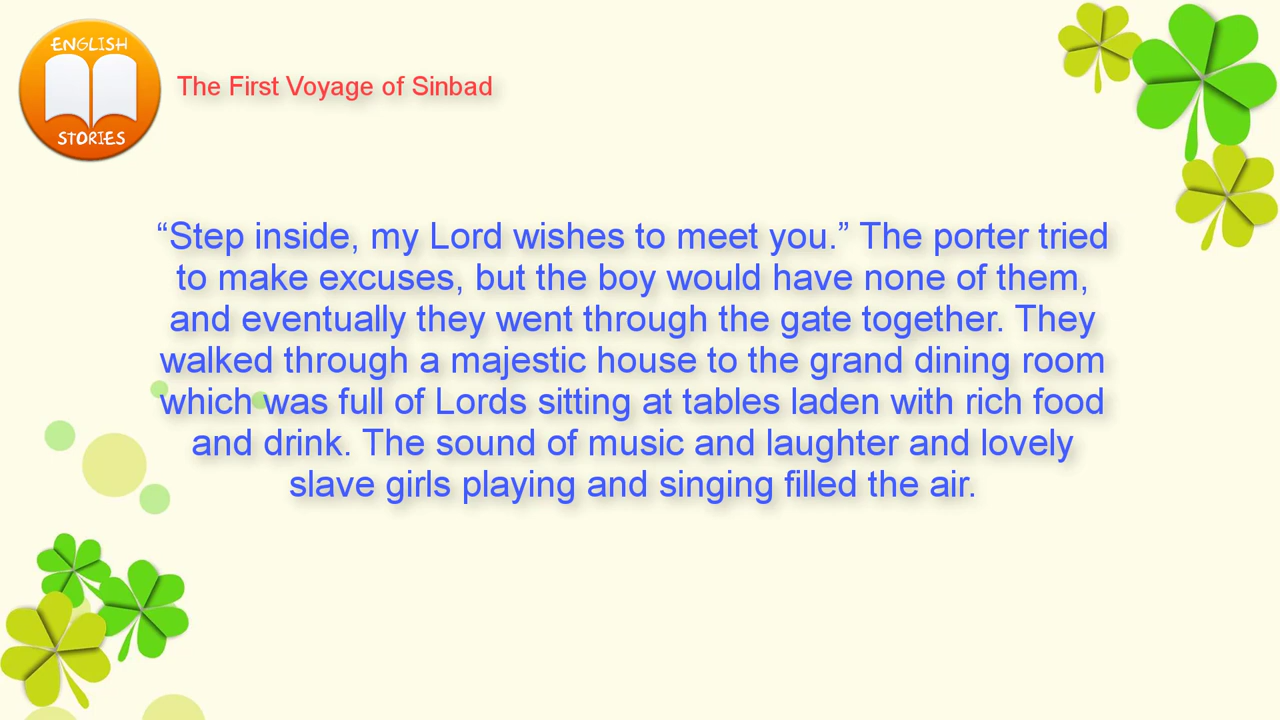 ENGLISH
STORIES
The First Voyage of Sinbad
“Step inside, my Lord wishes to meet you.” The porter tried
to make excuses, but the boy would have none of them,
and eventually they went through the gate together. They
walked through a majestic house to the grand dining room
which was full of Lords sitting at tables laden with rich food
and drink. The sound of music and laughter and lovely
slave girls playing and singing filled the air.